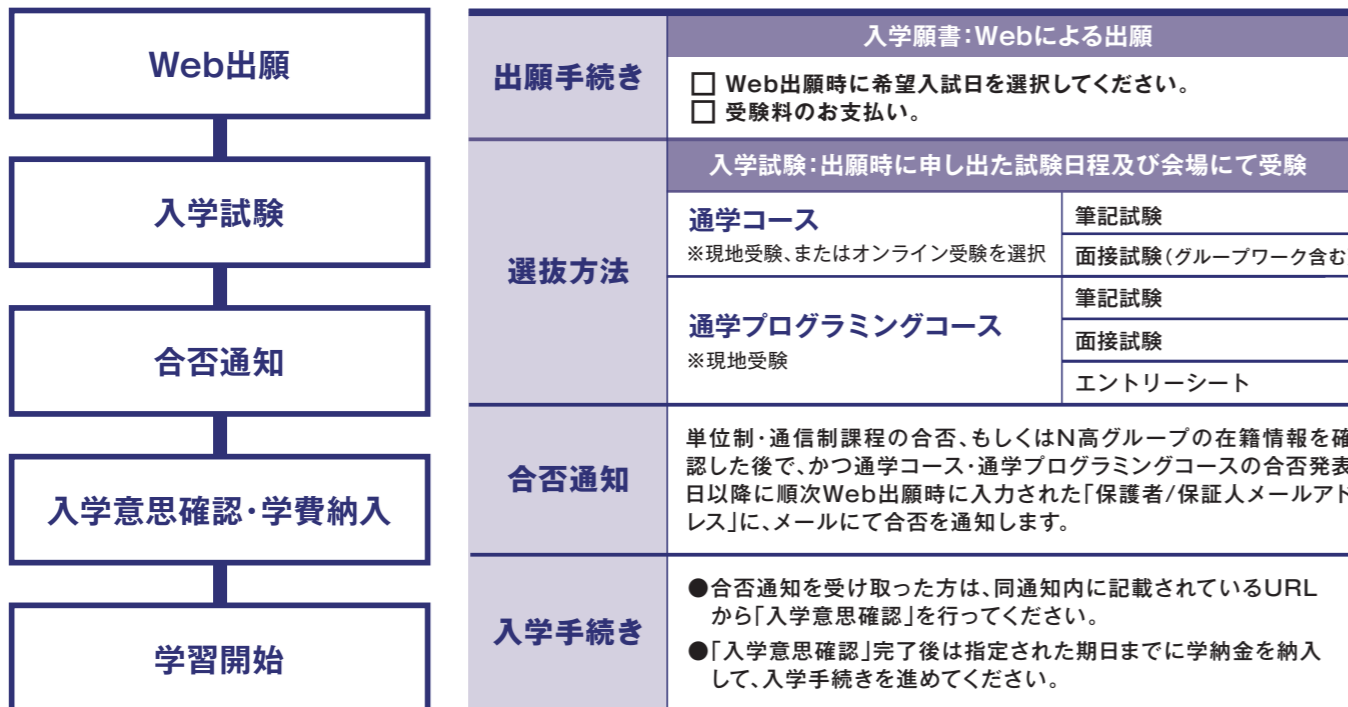 Web出願
入学試験
合否通知
入学意思確認・学費納入
学習開始
出願手続き
入学願書：Webによる出願
□ Web出願時に希望入試日を選択してください。
□ 受験料のお支払い。
選抜方法
入学試験：出願時に申し出た試験日程及び会場にて受験
通学コース
※現地受験、またはオンライン受験を選択
筆記試験
面接試験（グループワーク含む
通学プログラミングコース
※現地受験
筆記試験
面接試験
エントリーシート
合否通知
単位制・通信制課程の合否、もしくはN高グループの在籍情報を確
認した後で、かつ通学コース・通学プログラミングコースの合否発表
日以降に順次Web出願時に入力された「保護者/保証人メールアド
レス」に、メールにて合否を通知します。
入学手続き
●合否通知を受け取った方は、同通知内に記載されているURL
から「入学意思確認」を行ってください。
●「入学意思確認」完了後は指定された期日までに学納金を納入
して、入学手続きを進めてください。